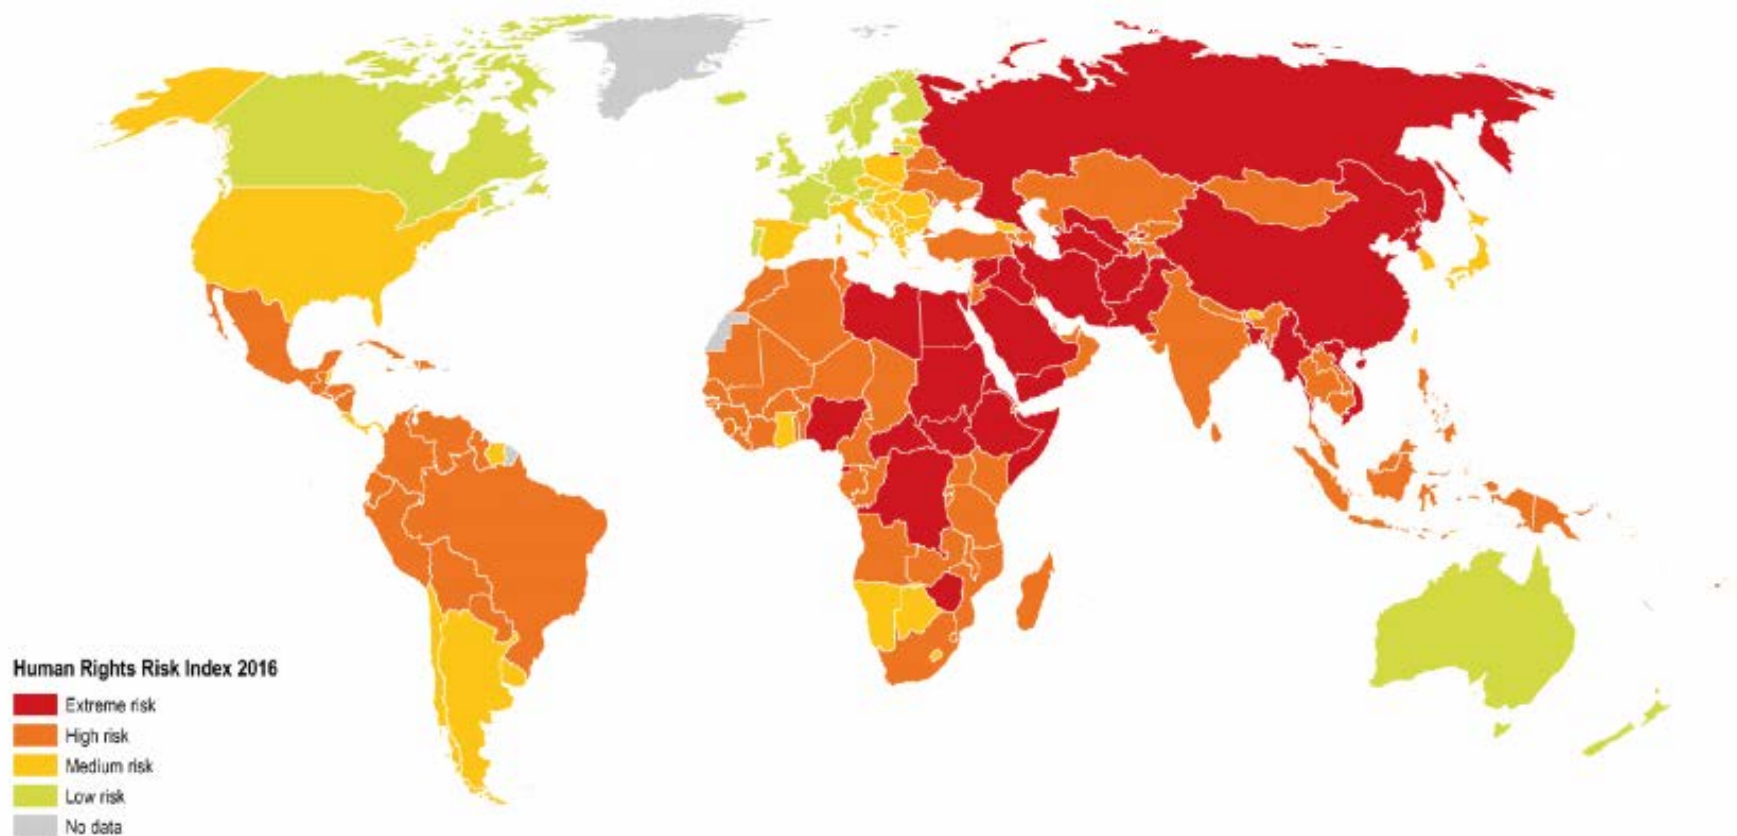 Human Rights Risk Index 2016
Extreme risk
High risk
Medium risk
Low risk
No data